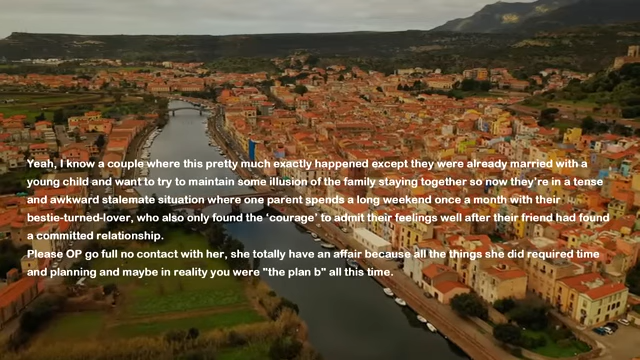 Yeah, I know a couple where this pretty much exactly happened except they were already married with a
young child and want to try to maintain some illusion of the family staying together so now they're in a tense
and awkward stalemate situation where one parent spends a long weekend once a month with their
bestie-turned-lover, who also only found the 'courage' to admit their feelings well after their friend had found
a committed relationship.
Please OP go full no contact with her, she totally have an affair because all the things she did required time
and planning and maybe in reality you were "the plan b" all this time.